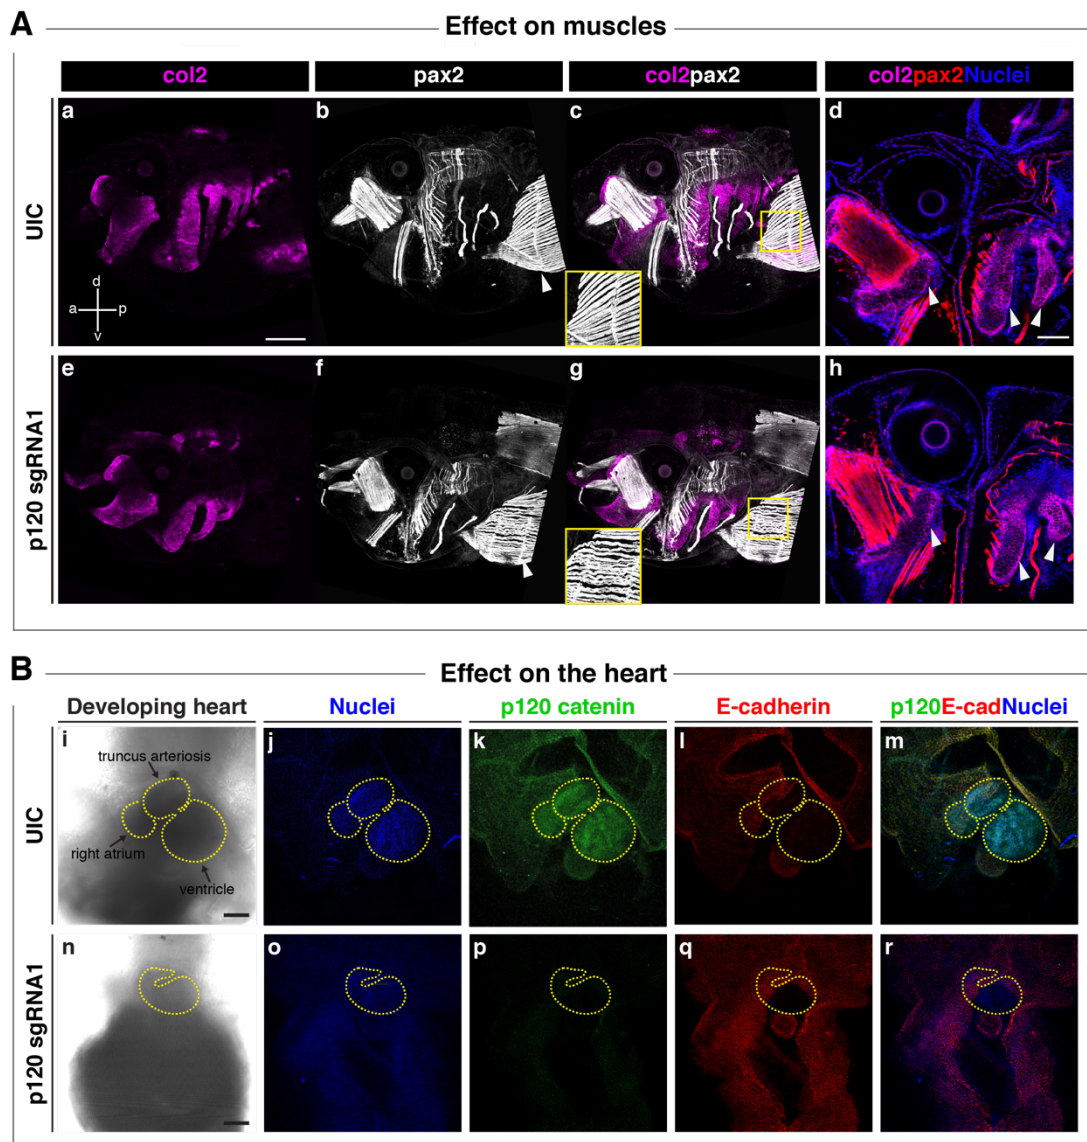 A Effect on muscles
col2 pax2 col2pax2 col2pax2Nuclei
UIC
a b c d
d
a p
v
p120 sgRNA1
e f g h
B Effect on the heart
Developing heart Nuclei p120 catenin E-cadherin p120E-cadNuclei
UIC
i j k l m
truncus arteriosis
right atrium
ventricle
p120 sgRNA1
n o p q r